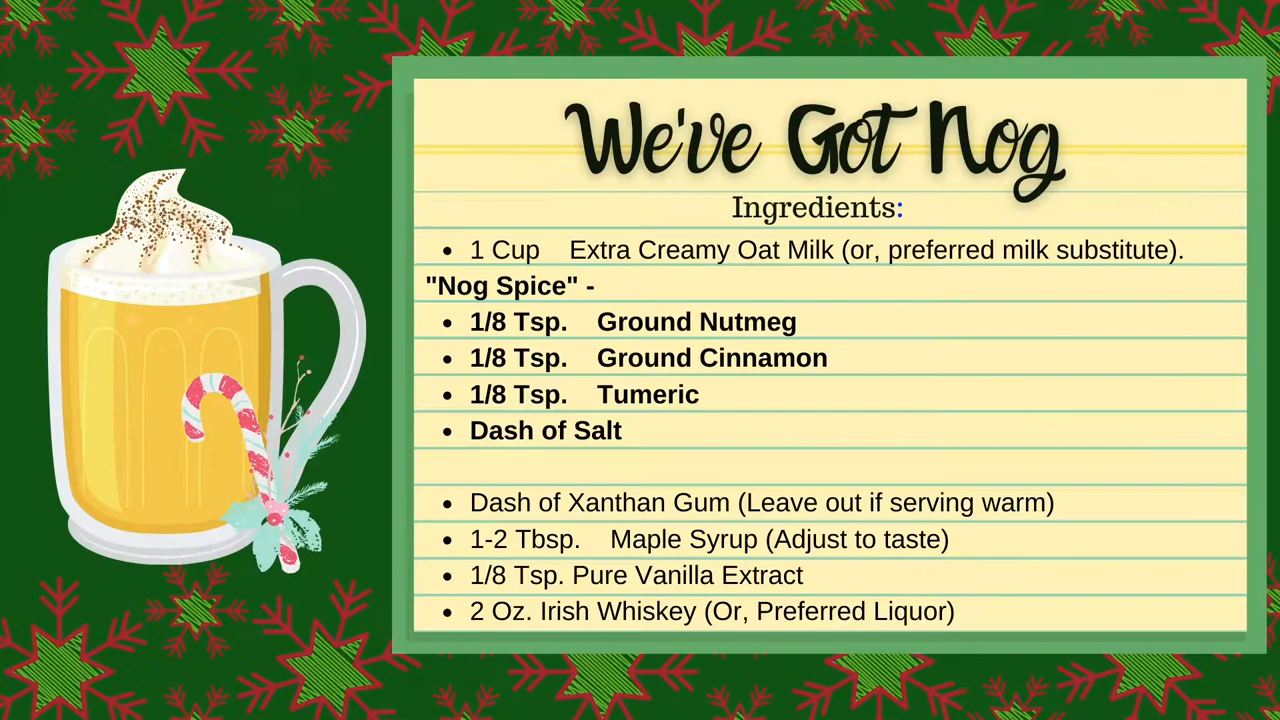 We've Got Nog
Ingredients:
• 1 Cup Extra Creamy Oat Milk (or, preferred milk substitute).
"Nog Spice" -
• 1/8 Tsp. Ground Nutmeg
• 1/8 Tsp. Ground Cinnamon
• 1/8 Tsp. Tumeric
• Dash of Salt
• Dash of Xanthan Gum (Leave out if serving warm)
• 1-2 Tbsp. Maple Syrup (Adjust to taste)
• 1/8 Tsp. Pure Vanilla Extract
• 2 Oz. Irish Whiskey (Or, Preferred Liquor)